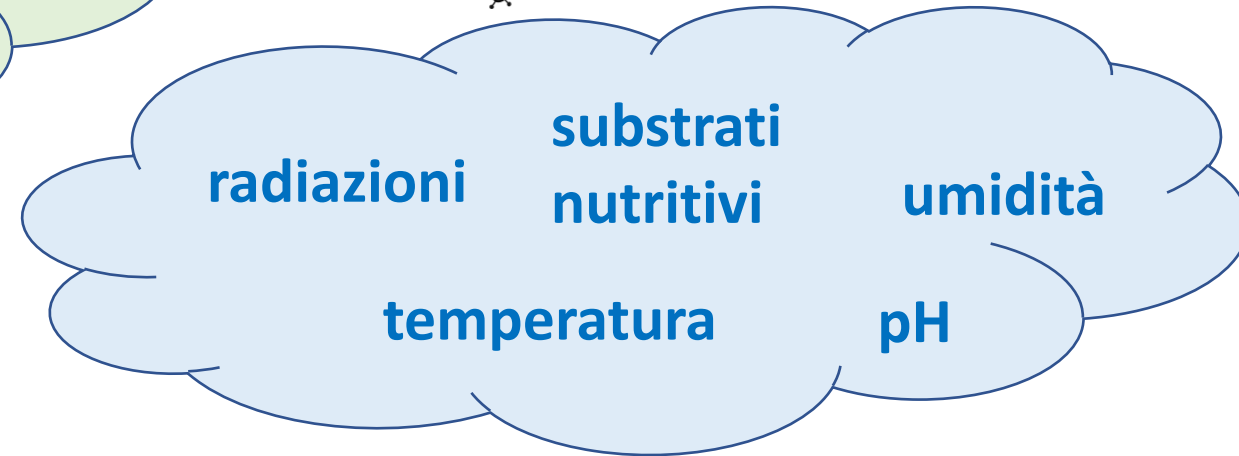 substrati
radiazioni
nutritivi
umidità
temperatura
pH